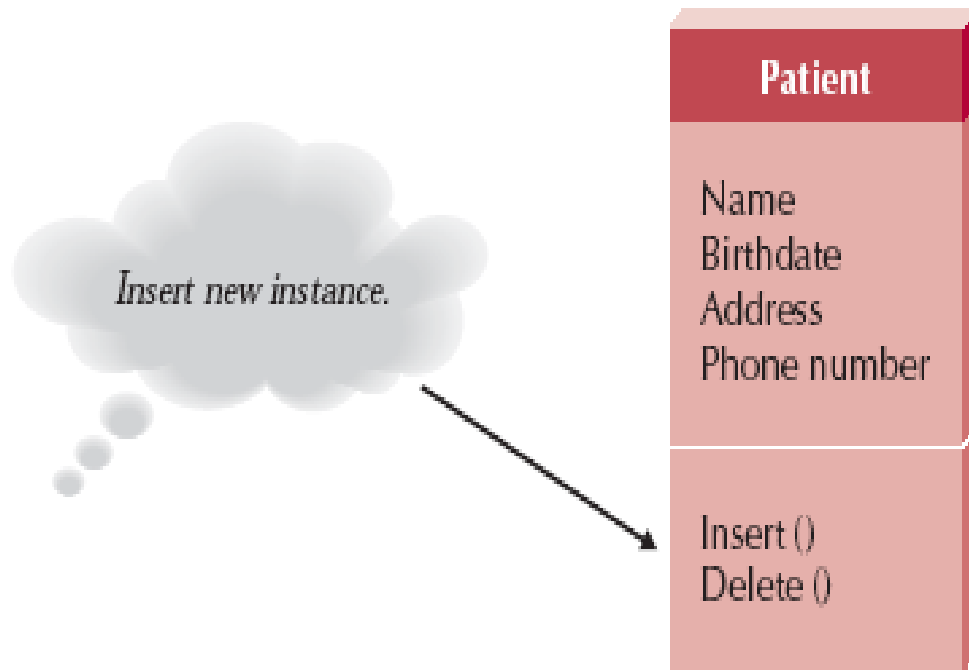 Patient
Name
Birthdate
Address
Phone number
Insert new instance.
Insert ()
Delete ()